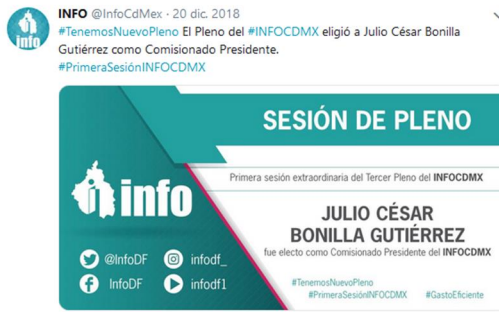 INFO @InfoCdMex · 20 dic. 2018
#TenemosNuevoPleno El Pleno del #INFOCDMX eligió a Julio César Bonilla
Gutiérrez como Comisionado Presidente.
#PrimeraSesiónINFOCDMX
info
SESIÓN DE PLENO
Primera sesión extraordinaria del Tercer Pleno del INFOCDMX
info
JULIO CÉSAR
BONILLA GUTIÉRREZ
fue electo como Comisionado Presidente del INFOCDMX
@InfoDF infodf_
InfoDF infodf1
#TenemosNuevoPleno
#PrimeraSesiónINFOCDMX #GastoEficiente